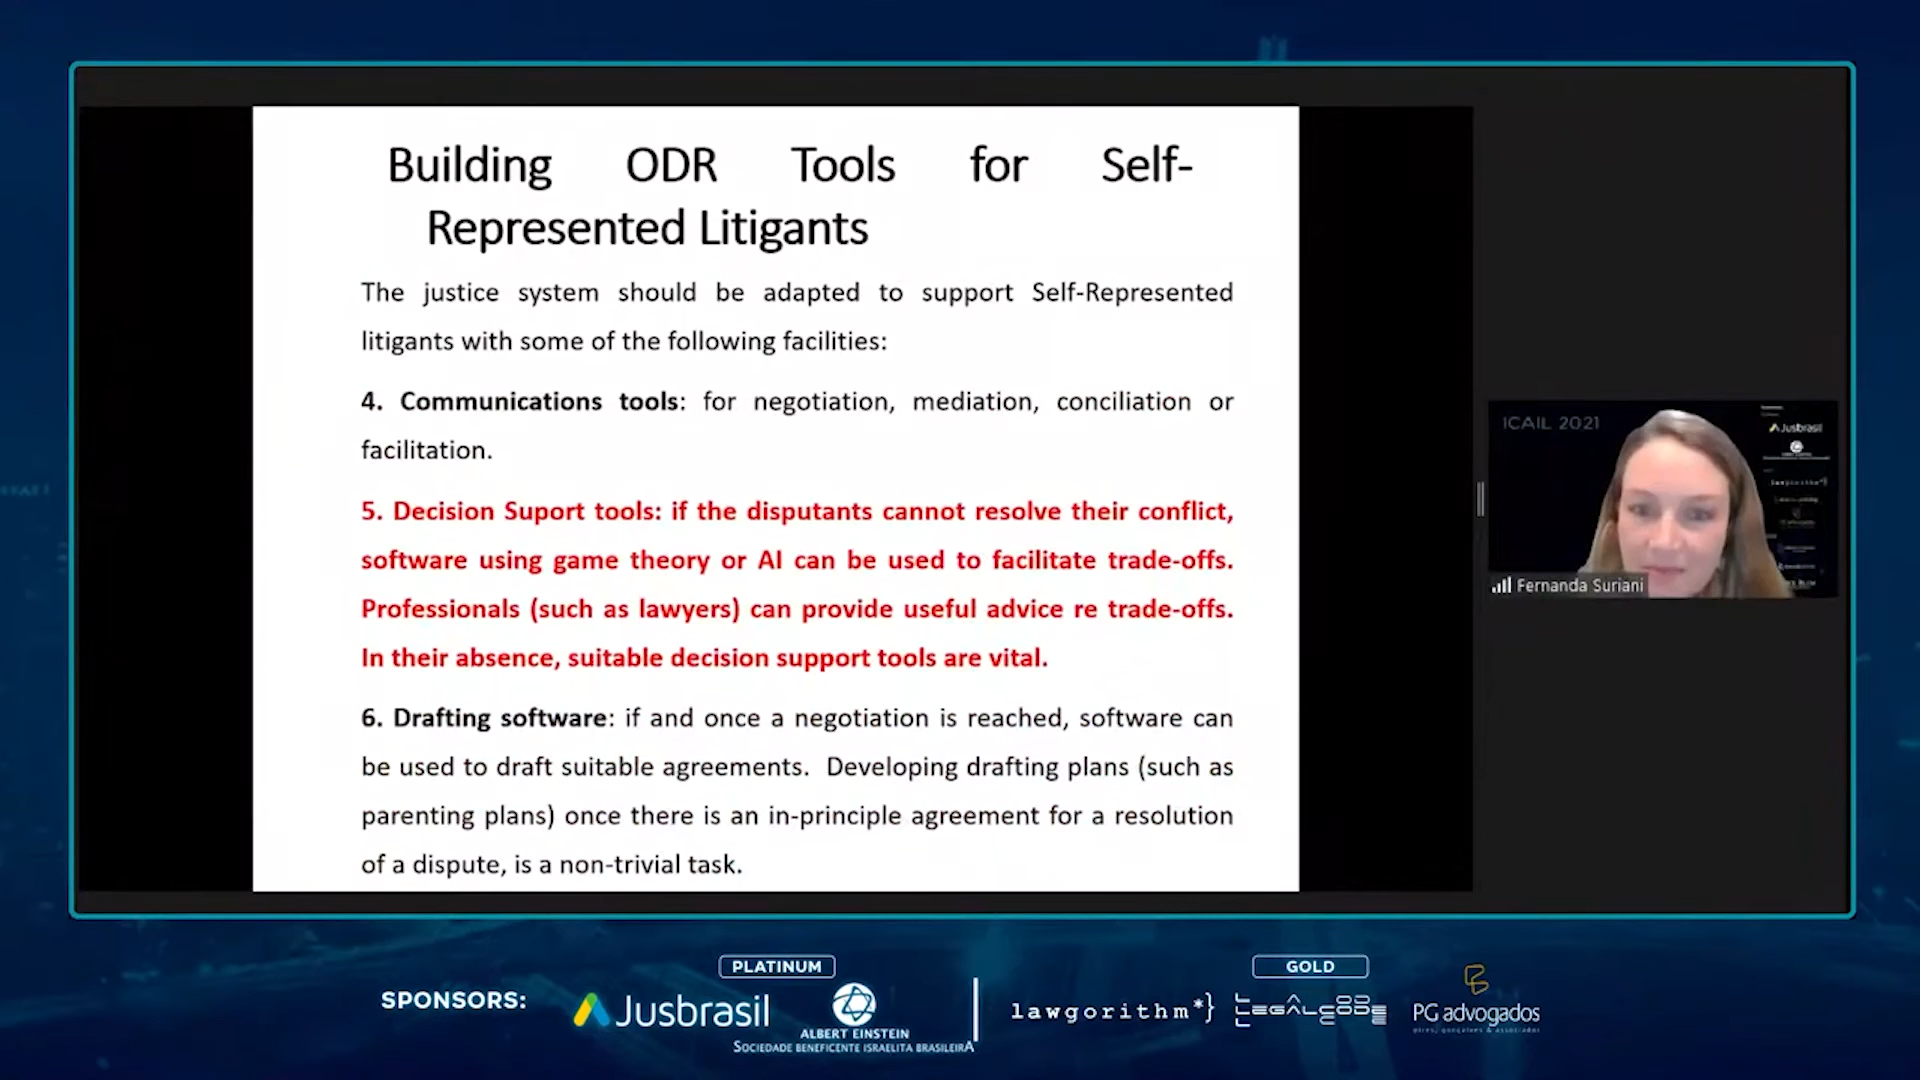 Building ODR Tools for Self-
Represented Litigants
The justice system should be adapted to support Self-Represented
litigants with some of the following facilities:
4. Communications tools: for negotiation, mediation, conciliation or
facilitation.
5. Decision Suport tools: if the disputants cannot resolve their conflict,
software using game theory or AI can be used to facilitate trade-offs.
Professionals (such as lawyers) can provide useful advice re trade-offs.
In their absence, suitable decision support tools are vital.
6. Drafting software: if and once a negotiation is reached, software can
be used to draft suitable agreements. Developing drafting plans (such as
parenting plans) once there is an in-principle agreement for a resolution
of a dispute, is a non-trivial task.
ICAIL 2021
Jusbrasil
Fernanda Suriani
SPONSORS:
PLATINUM
Jusbrasil
ALBERT EINSTEIN
SOCIEDADE BENEFICENTE ISRAELITA BRASILEIRA
GOLD
lawgorithm*}
LEGALCODE
PG advogados